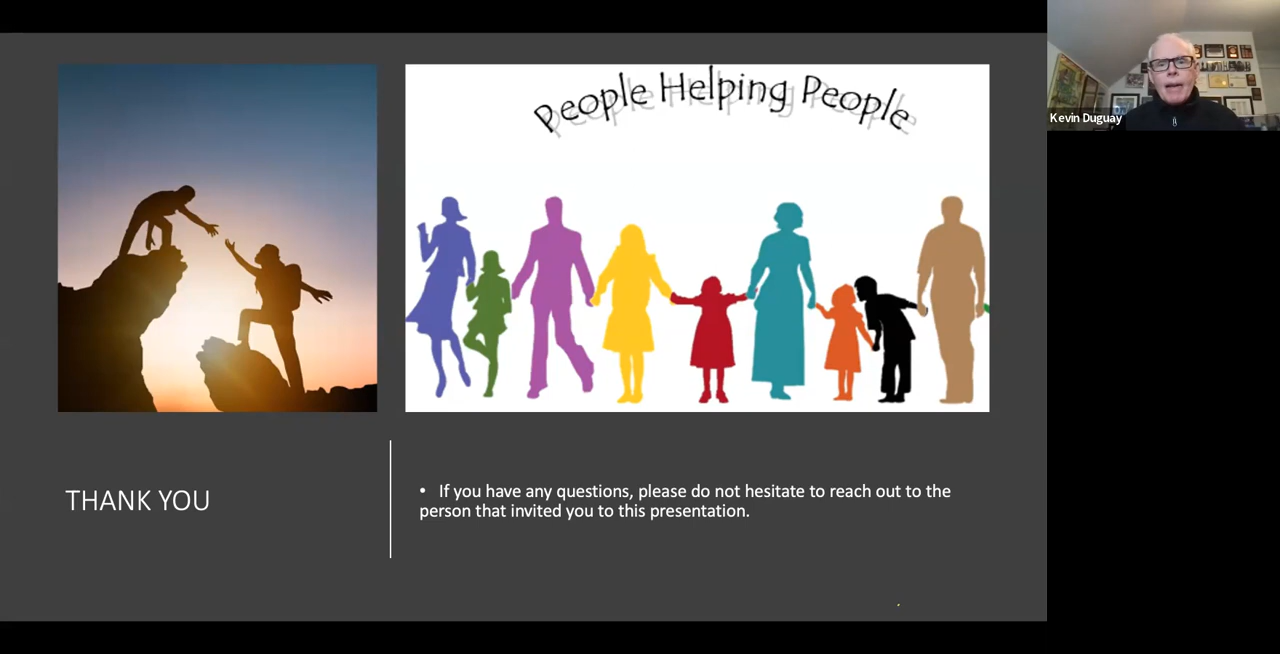 People Helping People
Kevin Duguay
THANK YOU
• If you have any questions, please do not hesitate to reach out to the
person that invited you to this presentation.